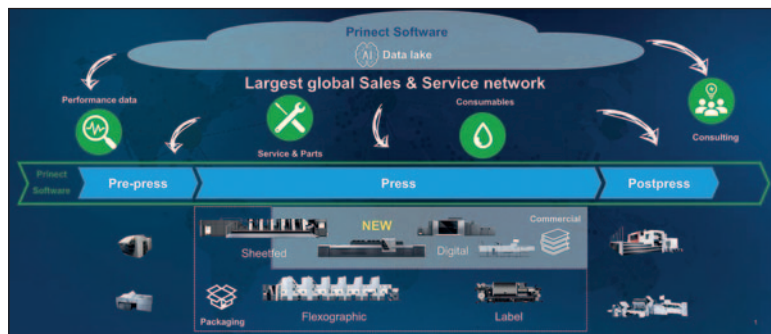 Prinect Software
AI Data lake
Largest global Sales & Service network
Performance data
Consumables
Service & Parts
Consulting
Prinect
Software
Pre-press
Press
Postpress
NEW
Commercial
Sheetfed
Digital
Packaging
Flexographic
Label